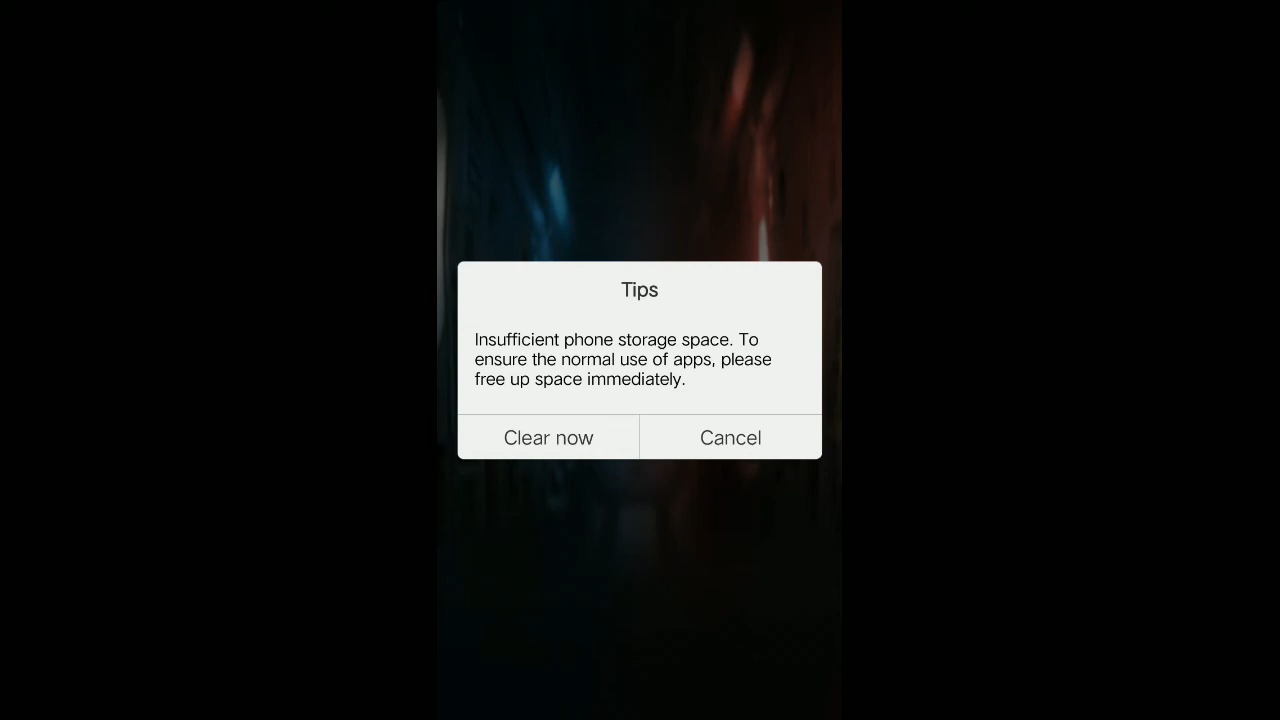 Tips
Insufficient phone storage space. To
ensure the normal use of apps, please
free up space immediately.
Clear now
Cancel